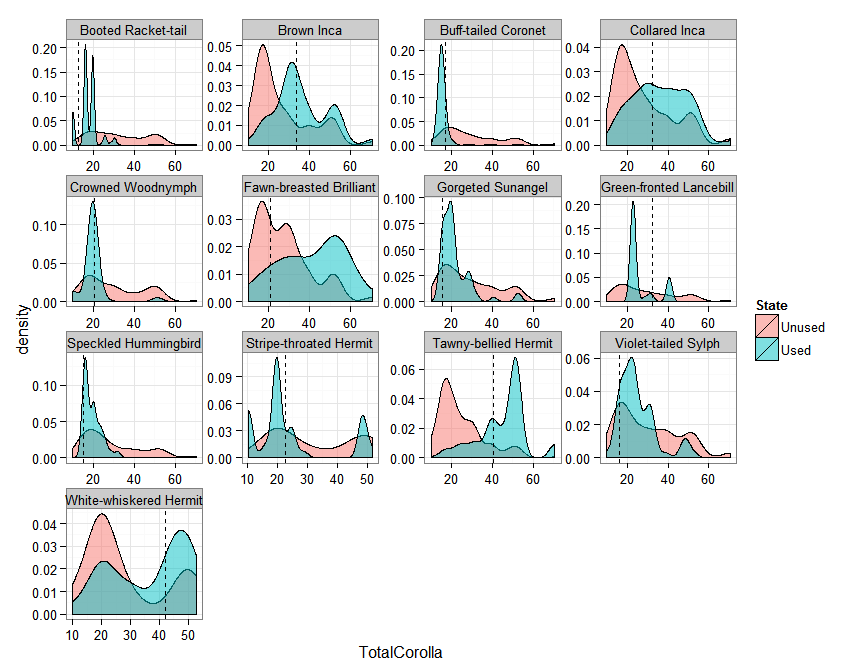 Booted Racket-tail Brown Inca Buff-tailed Coronet Collared Inca
0.20 0.15 0.10 0.05 0.00
0.05 0.04 0.03 0.02 0.01 0.00
0.20 0.15 0.10 0.05 0.00
0.04 0.03 0.02 0.01 0.00
20 40 60 20 40 60 20 40 60 20 40 60
Crowned Woodnymph Fawn-breasted Brilliant Gorgeted Sunangel Green-fronted Lancebill
0.10 0.05 0.00
0.03 0.02 0.01 0.00
0.100 0.075 0.050 0.025 0.000
0.20 0.15 0.10 0.05 0.00
20 40 60 20 40 60 20 40 60 20 40 60
Speckled Hummingbird Stripe-throated Hermit Tawny-bellied Hermit Violet-tailed Sylph
0.10 0.05 0.00
0.09 0.06 0.03 0.00
0.06 0.04 0.02 0.00
0.06 0.04 0.02 0.00
20 40 60 10 20 30 40 50 20 40 60 20 40 60
White-whiskered Hermit
0.04 0.03 0.02 0.01 0.00
10 20 30 40 50
density
TotalCorolla
State
Unused
Used